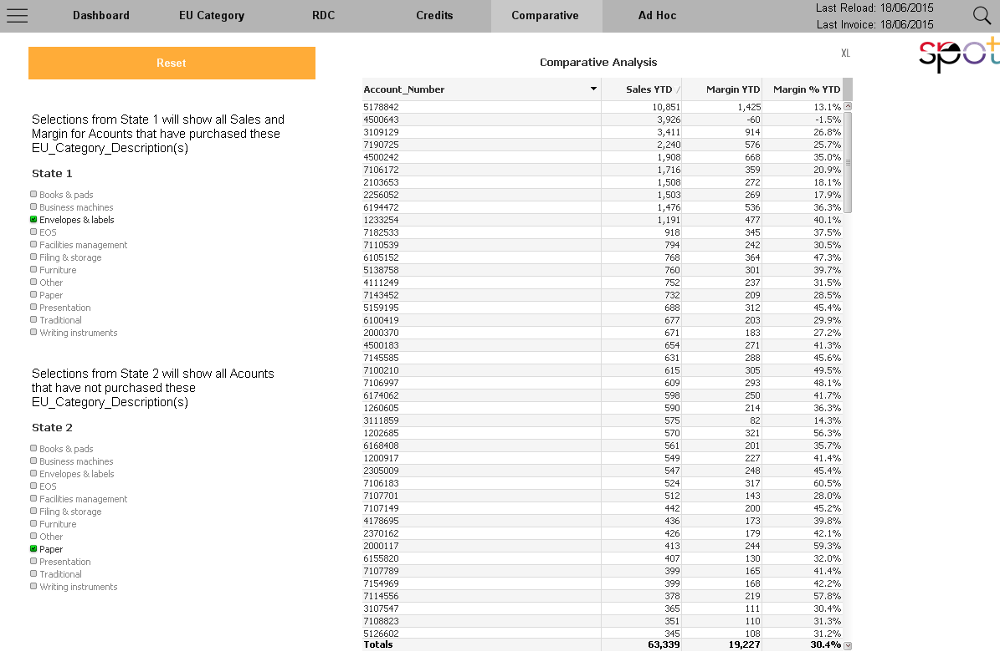 Dashboard EU Category RDC Credits Comparative Ad Hoc Last Reload: 18/06/2015
Last Invoice: 18/06/2015
spot
Reset
Selections from State 1 will show all Sales and
Margin for Acounts that have purchased these
EU_Category_Description(s)
State 1
Books & pads
Business machines
Envelopes & labels
EOS
Facilities management
Filing & storage
Furniture
Other
Paper
Presentation
Traditional
Writing instruments
Selections from State 2 will show all Acounts
that have not purchased these
EU_Category_Description(s)
State 2
Books & pads
Business machines
Envelopes & labels
EOS
Facilities management
Filing & storage
Furniture
Other
Paper
Presentation
Traditional
Writing instruments
XL
Comparative Analysis
Account_Number Sales YTD Margin YTD Margin % YTD
5178842 10,851 1,425 13.1%
4500643 3,926 -60 -1.5%
3109129 3,411 914 26.8%
7190725 2,240 576 25.7%
4500242 1,908 668 35.0%
7106172 1,716 359 20.9%
2103653 1,508 272 18.1%
2256052 1,503 269 17.9%
6194472 1,476 536 36.3%
1233254 1,191 477 40.1%
7182533 918 345 37.5%
7110539 794 242 30.5%
6105152 768 364 47.3%
5138758 760 301 39.7%
4111249 752 237 31.5%
7143452 732 209 28.5%
5159195 688 312 45.4%
6100419 677 203 29.9%
2000370 671 183 27.2%
4500183 654 271 41.3%
7145585 631 288 45.6%
7100210 615 305 49.5%
7106997 609 293 48.1%
6174062 598 250 41.7%
1260605 590 214 36.3%
3111859 575 82 14.3%
1202685 570 321 56.3%
6168408 561 201 35.7%
1200917 549 227 41.4%
2305009 547 248 45.4%
7106183 524 317 60.5%
7107701 512 143 28.0%
7107149 442 200 45.2%
4178695 436 173 39.8%
2370162 426 179 42.1%
2000117 413 244 59.3%
6155820 407 130 32.0%
7107789 399 165 41.4%
7154969 399 168 42.2%
7114556 378 219 57.8%
3107547 365 111 30.4%
7108823 351 110 31.3%
5126602 345 108 31.2%
Totals 63,339 19,227 30.4%